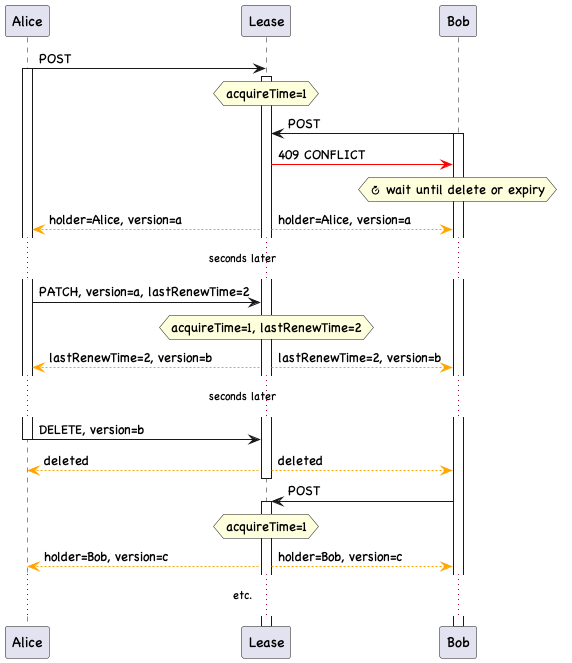 Alice Lease Bob
POST
acquireTime=1
POST
409 CONFLICT
wait until delete or expiry
holder=Alice, version=a holder=Alice, version=a
seconds later
PATCH, version=a, lastRenewTime=2
acquireTime=1, lastRenewTime=2
lastRenewTime=2, version=b lastRenewTime=2, version=b
seconds later
DELETE, version=b
deleted deleted
POST
acquireTime=1
holder=Bob, version=c holder=Bob, version=c
etc.
Alice Lease Bob